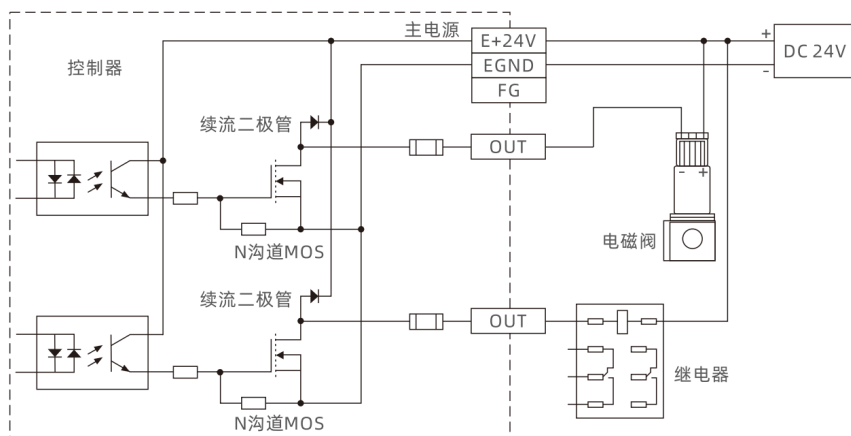 主电源
E+24V
EGND
FG
+
-
DC 24V
控制器
续流二极管
OUT
- +
电磁阀
N沟道MOS
续流二极管
OUT
继电器
N沟道MOS